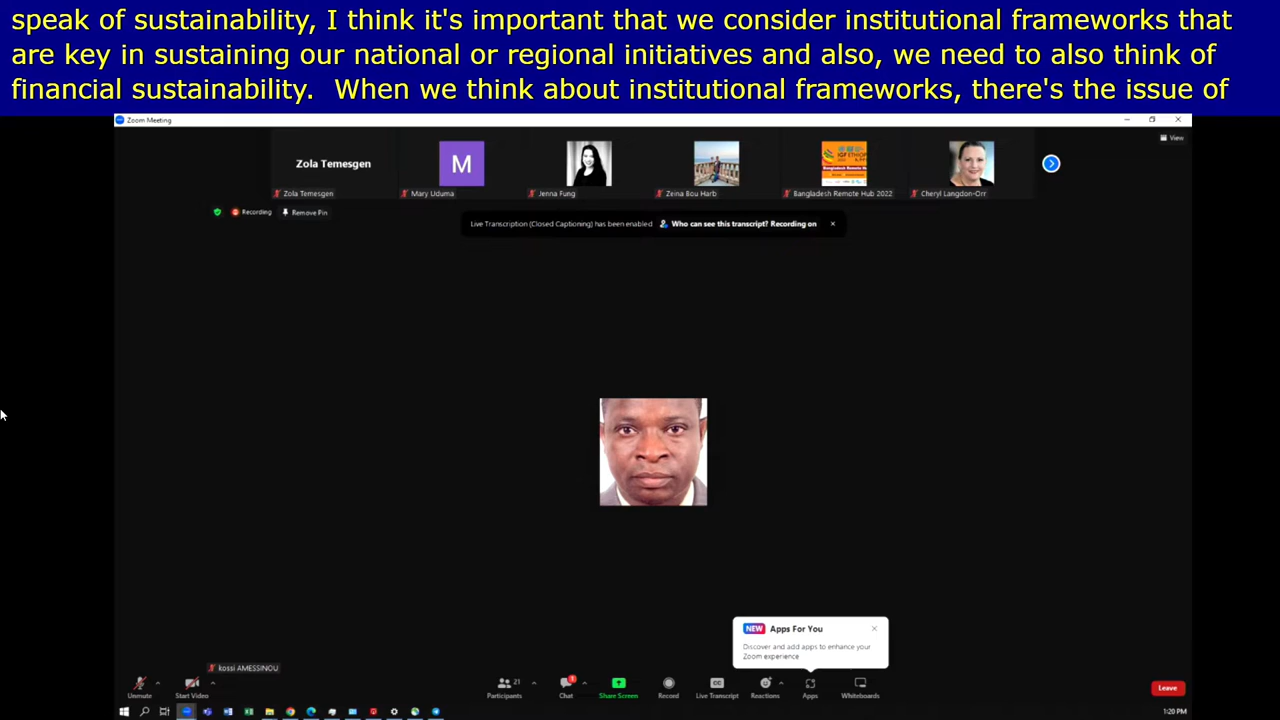 speak of sustainability, I think it's important that we consider institutional frameworks that
are key in sustaining our national or regional initiatives and also, we need to also think of
financial sustainability.  When we think about institutional frameworks, there's the issue of
Zoom Meeting
View
Zola Temesgen
M
Zola Temesgen
Mary Uduma
Jenna Fung
Zeina Bou Harb
Bangladesh Remote Hub 2022
Cheryl Langdon-Orr
Recording
Remove Pin
Live Transcription (Closed Captioning) has been enabled
Who can see this transcript? Recording on
NEW Apps For You
Discover and add apps to enhance your
Zoom experience
kossi AMESSINOU
Unmute
Start Video
Participants
21
Chat
Share Screen
Record
CC
Live Transcript
Reactions
Apps
Whiteboards
Leave
1:20 PM